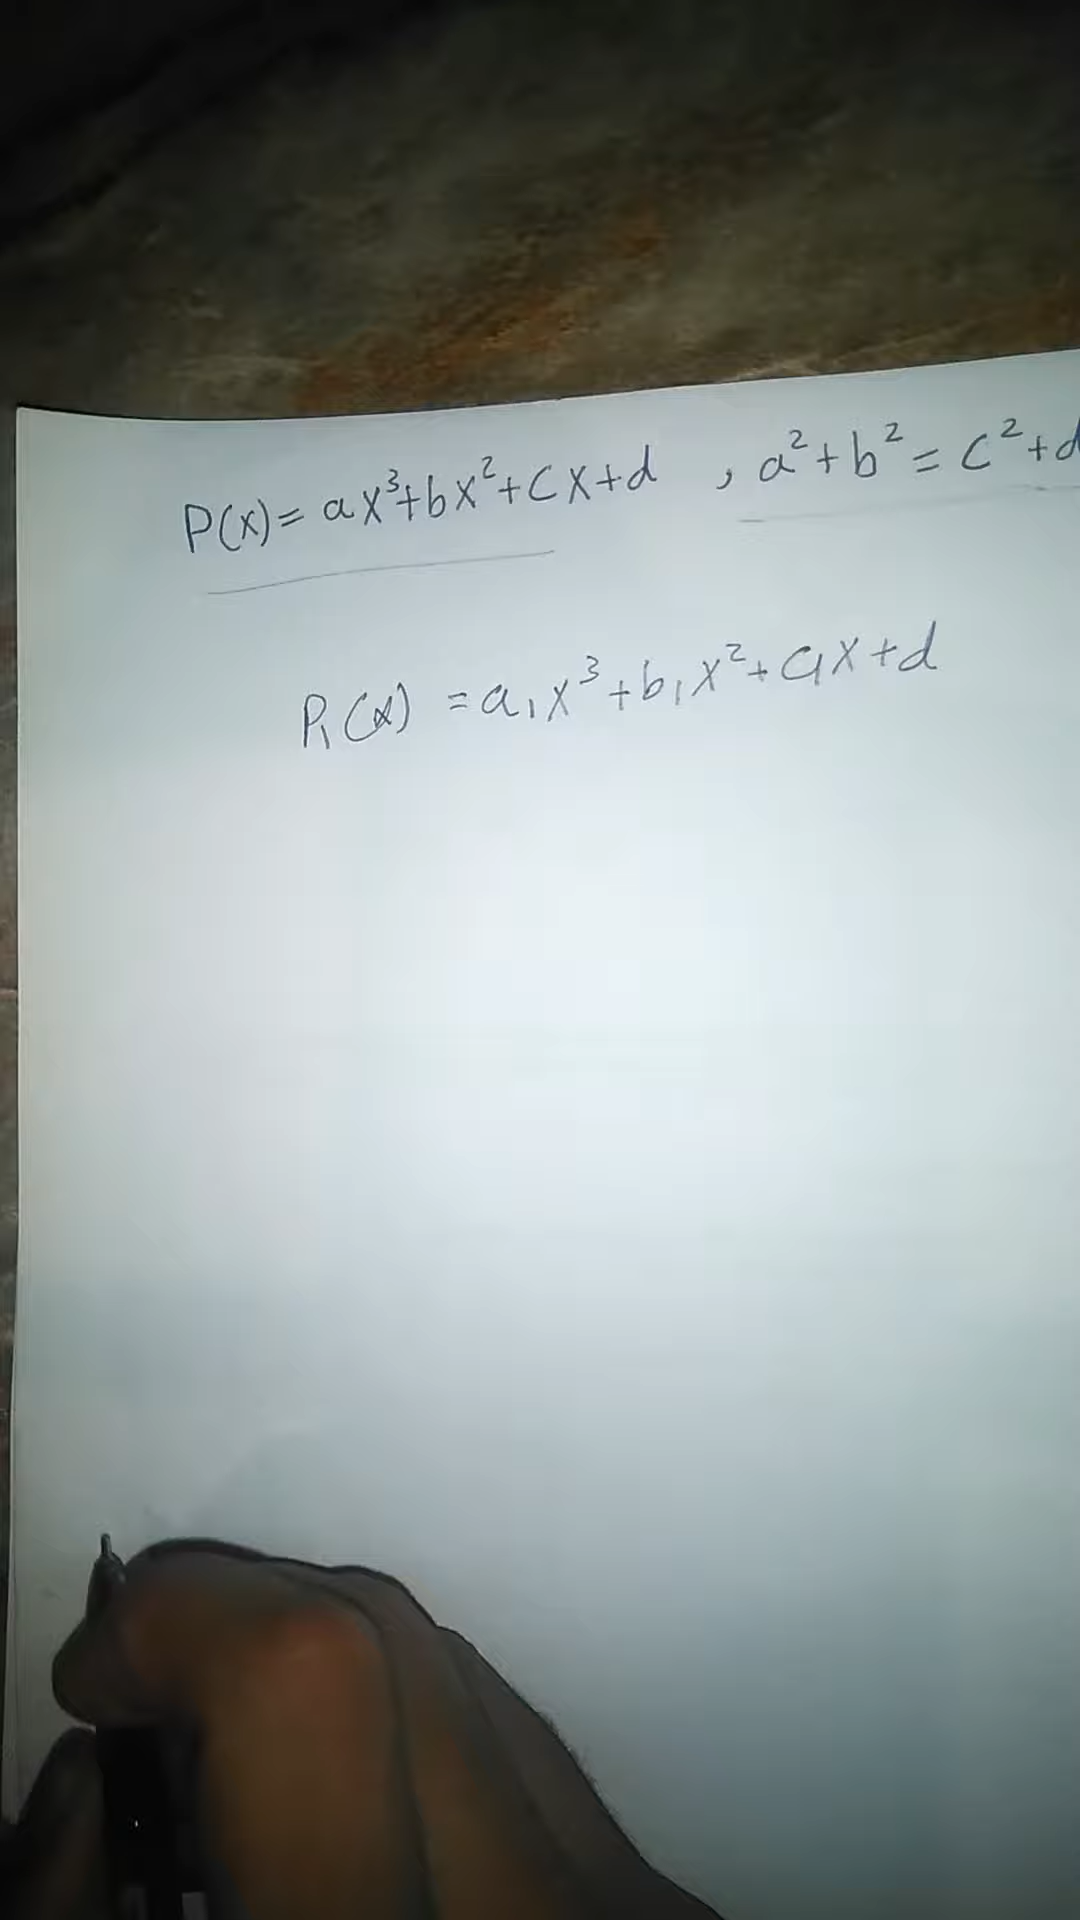 P(x)= ax³+bx²+cx+d , a²+b²=c²+d
P₁(x) =a₁x³+b₁x²+c₁x+d